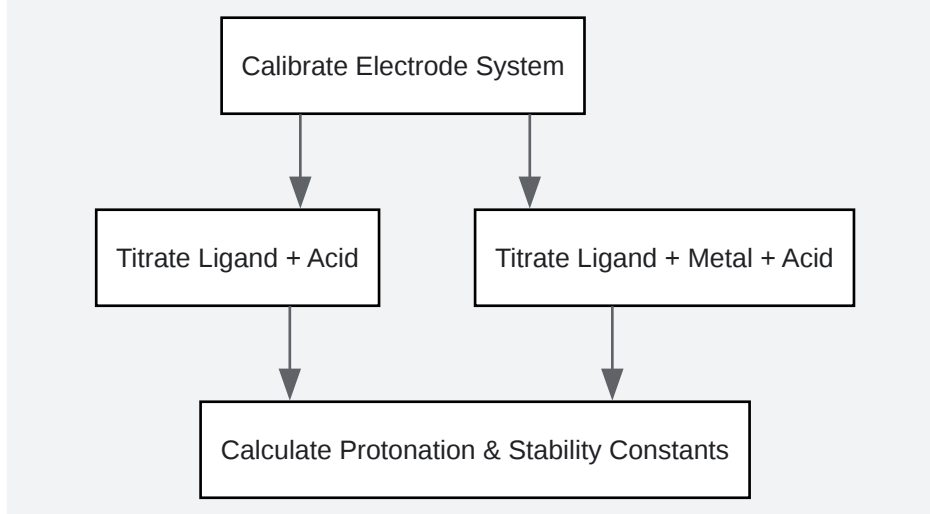 Calibrate Electrode System
Titrate Ligand + Acid
Titrate Ligand + Metal + Acid
Calculate Protonation & Stability Constants